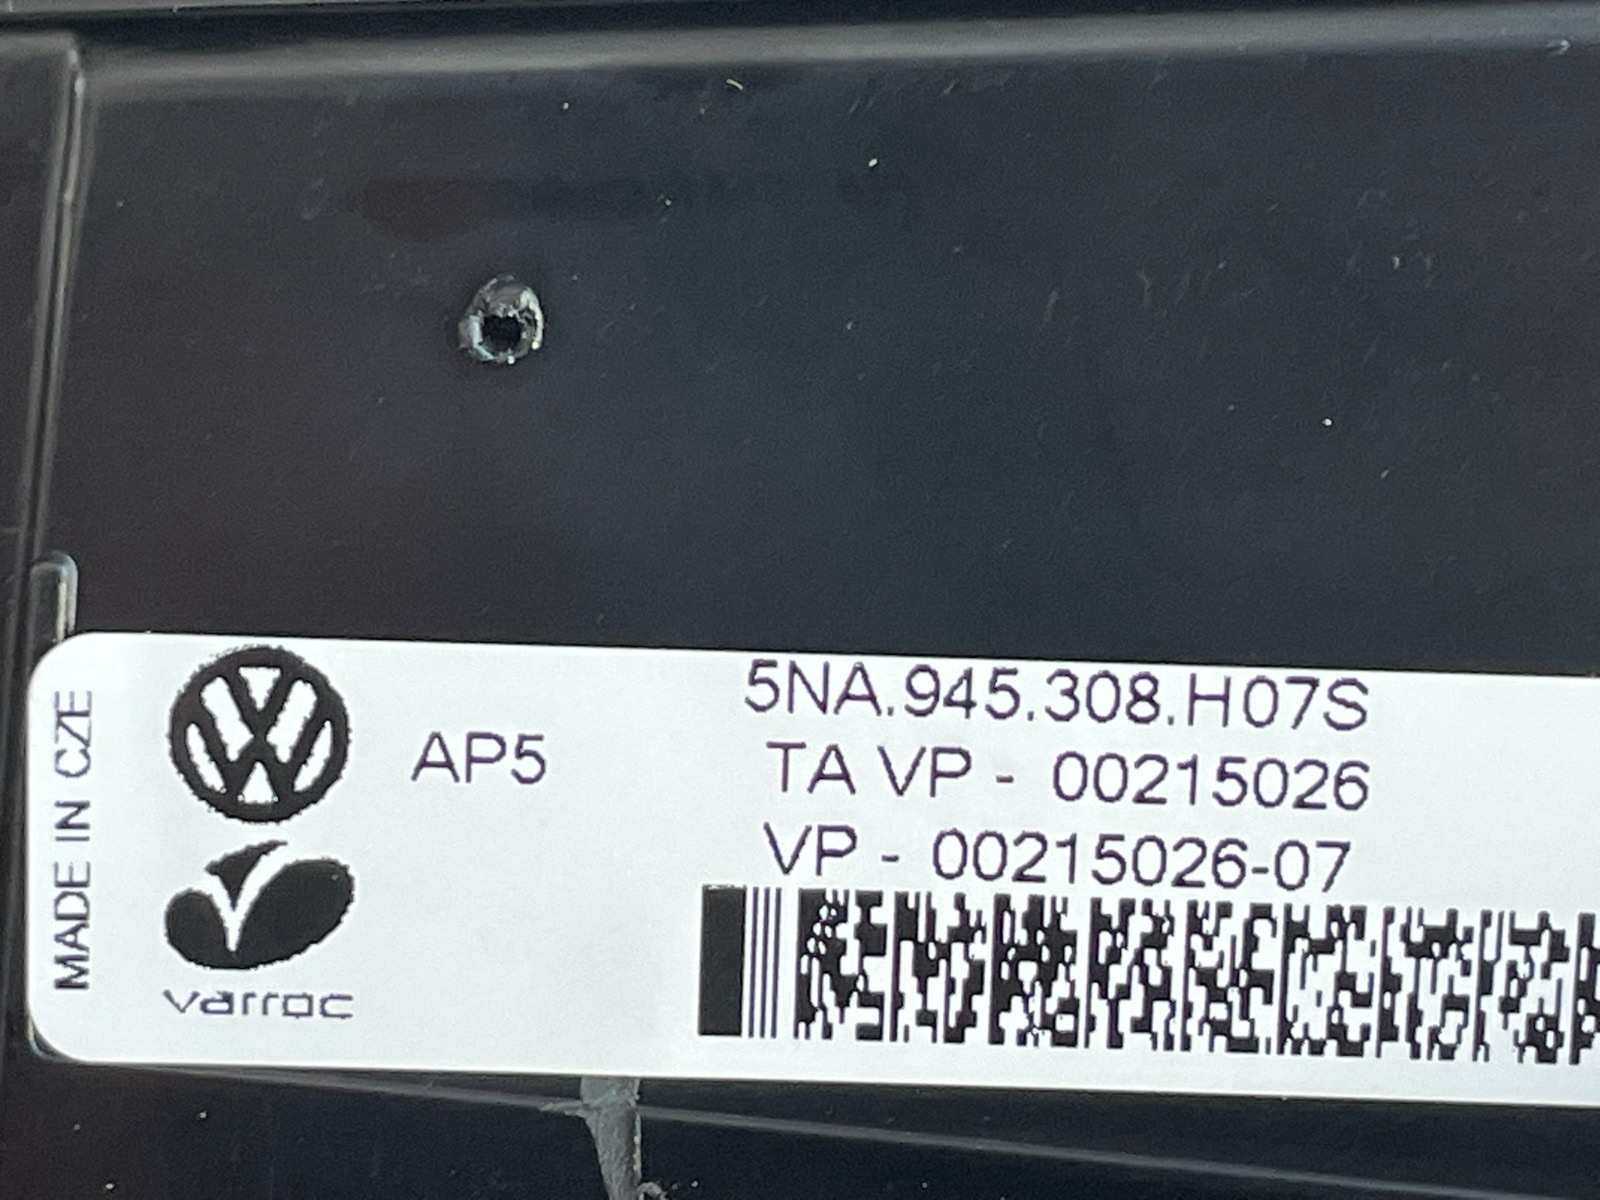 MADE IN CZE
AP5
varroc
5NA.945.308.H07S
TA VP - 00215026
VP - 00215026-07